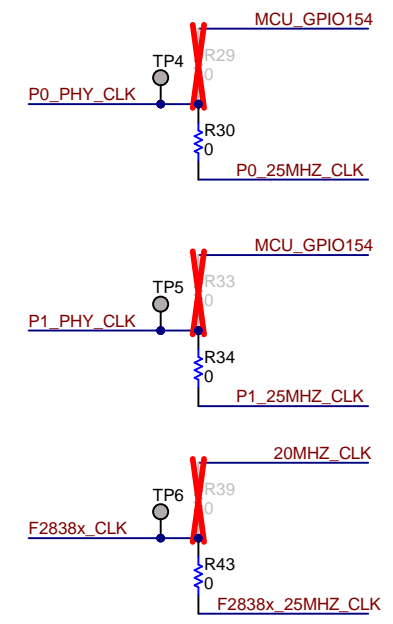 MCU_GPIO154
TP4
R29
0
P0_PHY_CLK
R30
0
P0_25MHZ_CLK
MCU_GPIO154
TP5
R33
0
P1_PHY_CLK
R34
0
P1_25MHZ_CLK
20MHZ_CLK
TP6
R39
0
F2838x_CLK
R43
0
F2838x_25MHZ_CLK